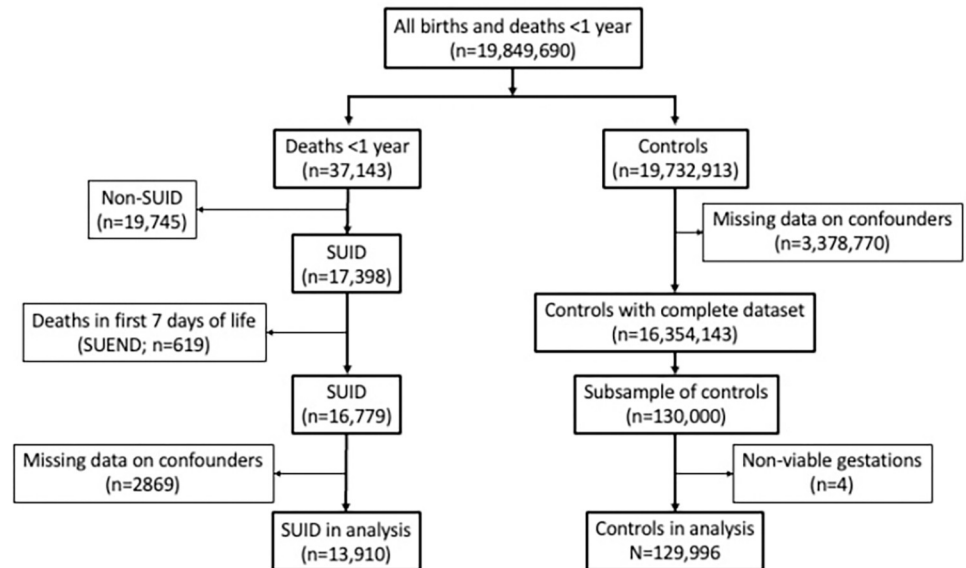 All births and deaths <1 year
(n=19,849,690)
Deaths <1 year
(n=37,143)
Controls
(n=19,732,913)
Non-SUID
(n=19,745)
Missing data on confounders
(n=3,378,770)
SUID
(n=17,398)
Deaths in first 7 days of life
(SUEND; n=619)
Controls with complete dataset
(n=16,354,143)
SUID
(n=16,779)
Subsample of controls
(n=130,000)
Missing data on confounders
(n=2869)
Non-viable gestations
(n=4)
SUID in analysis
(n=13,910)
Controls in analysis
N=129,996